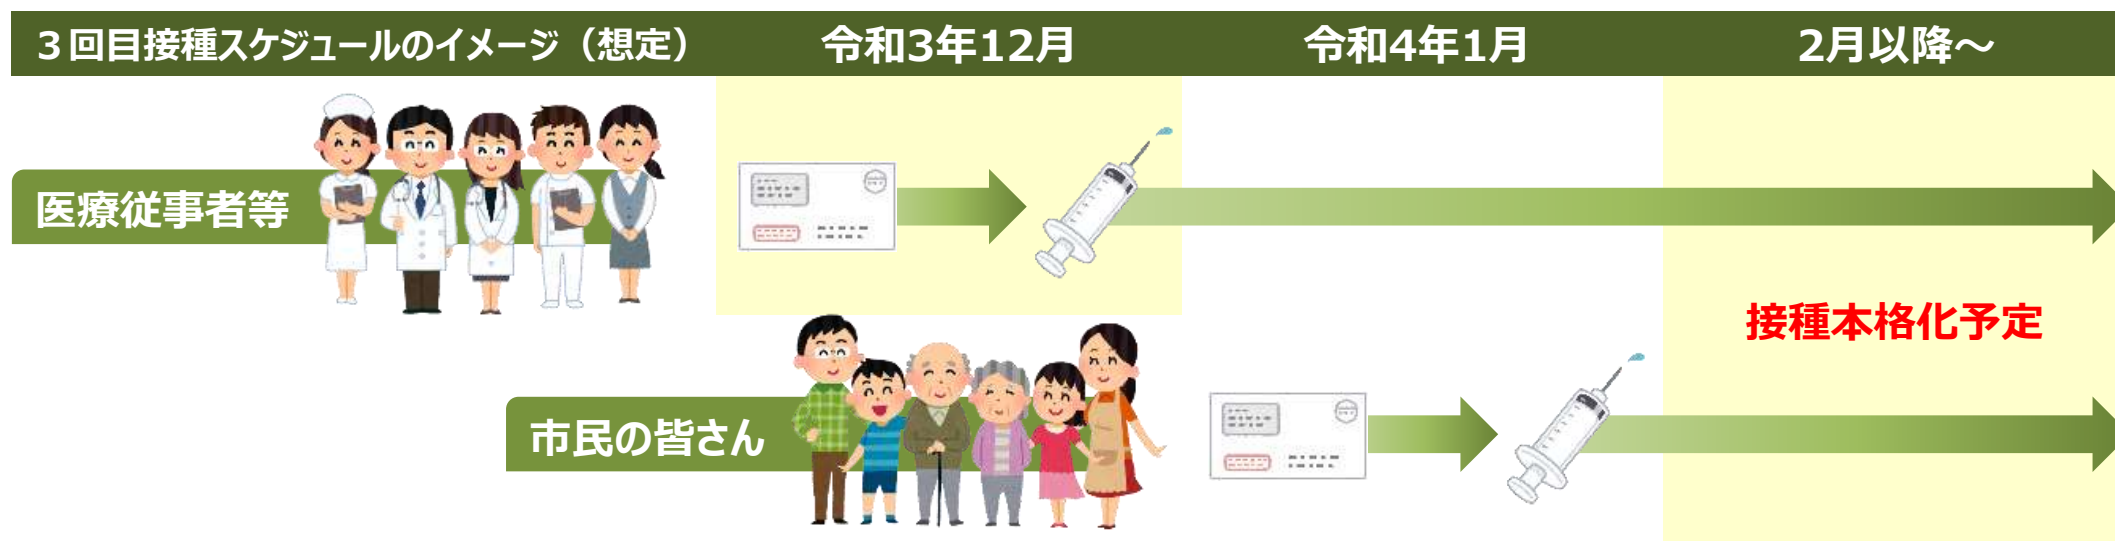 ３回目接種スケジュールのイメージ（想定）
令和3年12月
令和4年1月
2月以降～
医療従事者等
接種本格化予定
市民の皆さん